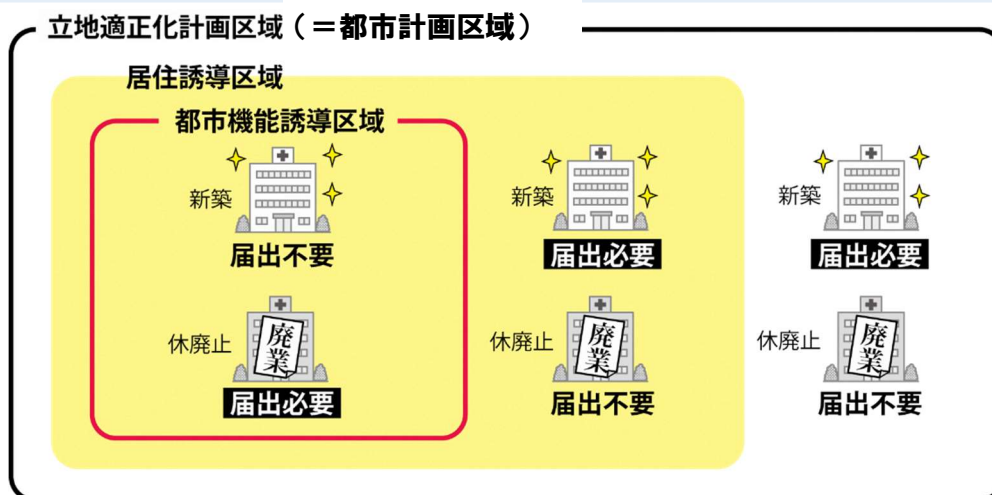 立地適正化計画区域(=都市計画区域)
居住誘導区域
都市機能誘導区域
新築
届出不要
新築
届出必要
新築
届出必要
休廃止
廃業
届出必要
休廃止
廃業
届出不要
休廃止
廃業
届出不要